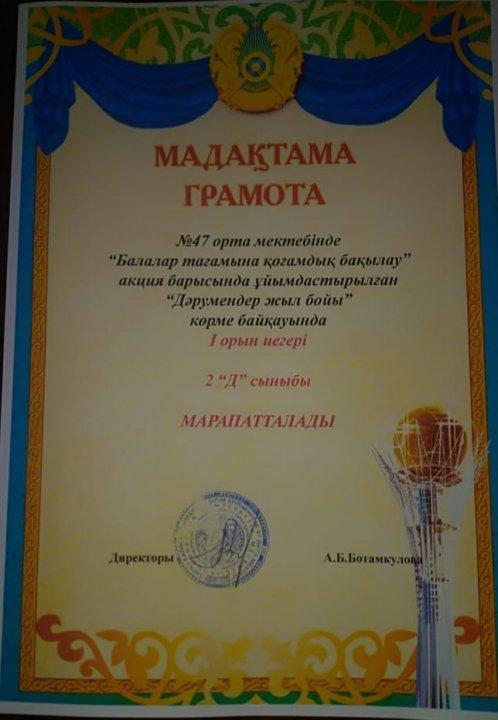 МАДАҚТАМА
ГРАМОТА
№47 орта мектебінде
“Балалар тағамына қоғамдық бақылау”
акция барысында ұйымдастырылған
“Дәрумендер жыл бойы”
көрме байқауында
І орын иегері
2 “Д” сыныбы
МАРАПАТТАЛАДЫ
Директоры
А.Б.Ботамкулова